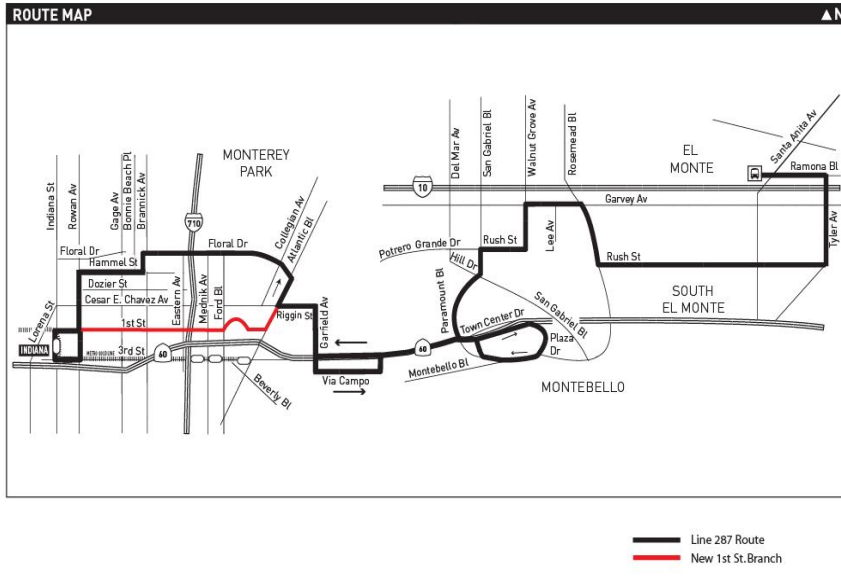 ROUTE MAP
▲N
MONTEREY
PARK
EL
MONTE
SOUTH
EL MONTE
MONTEBELLO
Indiana St
Rowan Av
Gage Av
Bonnie Beach Pl
Brannick Av
710
Collegian Av
Atlantic Bl
Del Mar Av
San Gabriel Bl
Walnut Grove Av
Rosemead Bl
Santa Anita Av
Ramona Bl
10
Garvey Av
Tyler Av
Floral Dr
Hammel St
Floral Dr
Dozier St
Cesar E. Chavez Av
Eastern Av
Mednik Av
Ford Bl
Potrero Grande Dr
Rush St
Lee Av
Rush St
Hill Dr
Lorena St
1st St
Riggin St
Garfield Av
Paramount Bl
San Gabriel Bl
Town Center Dr
Plaza
Dr
INDIANA
3rd St
60
60
Montebello Bl
Via Campo
Beverly Bl
Line 287 Route
New 1st St. Branch